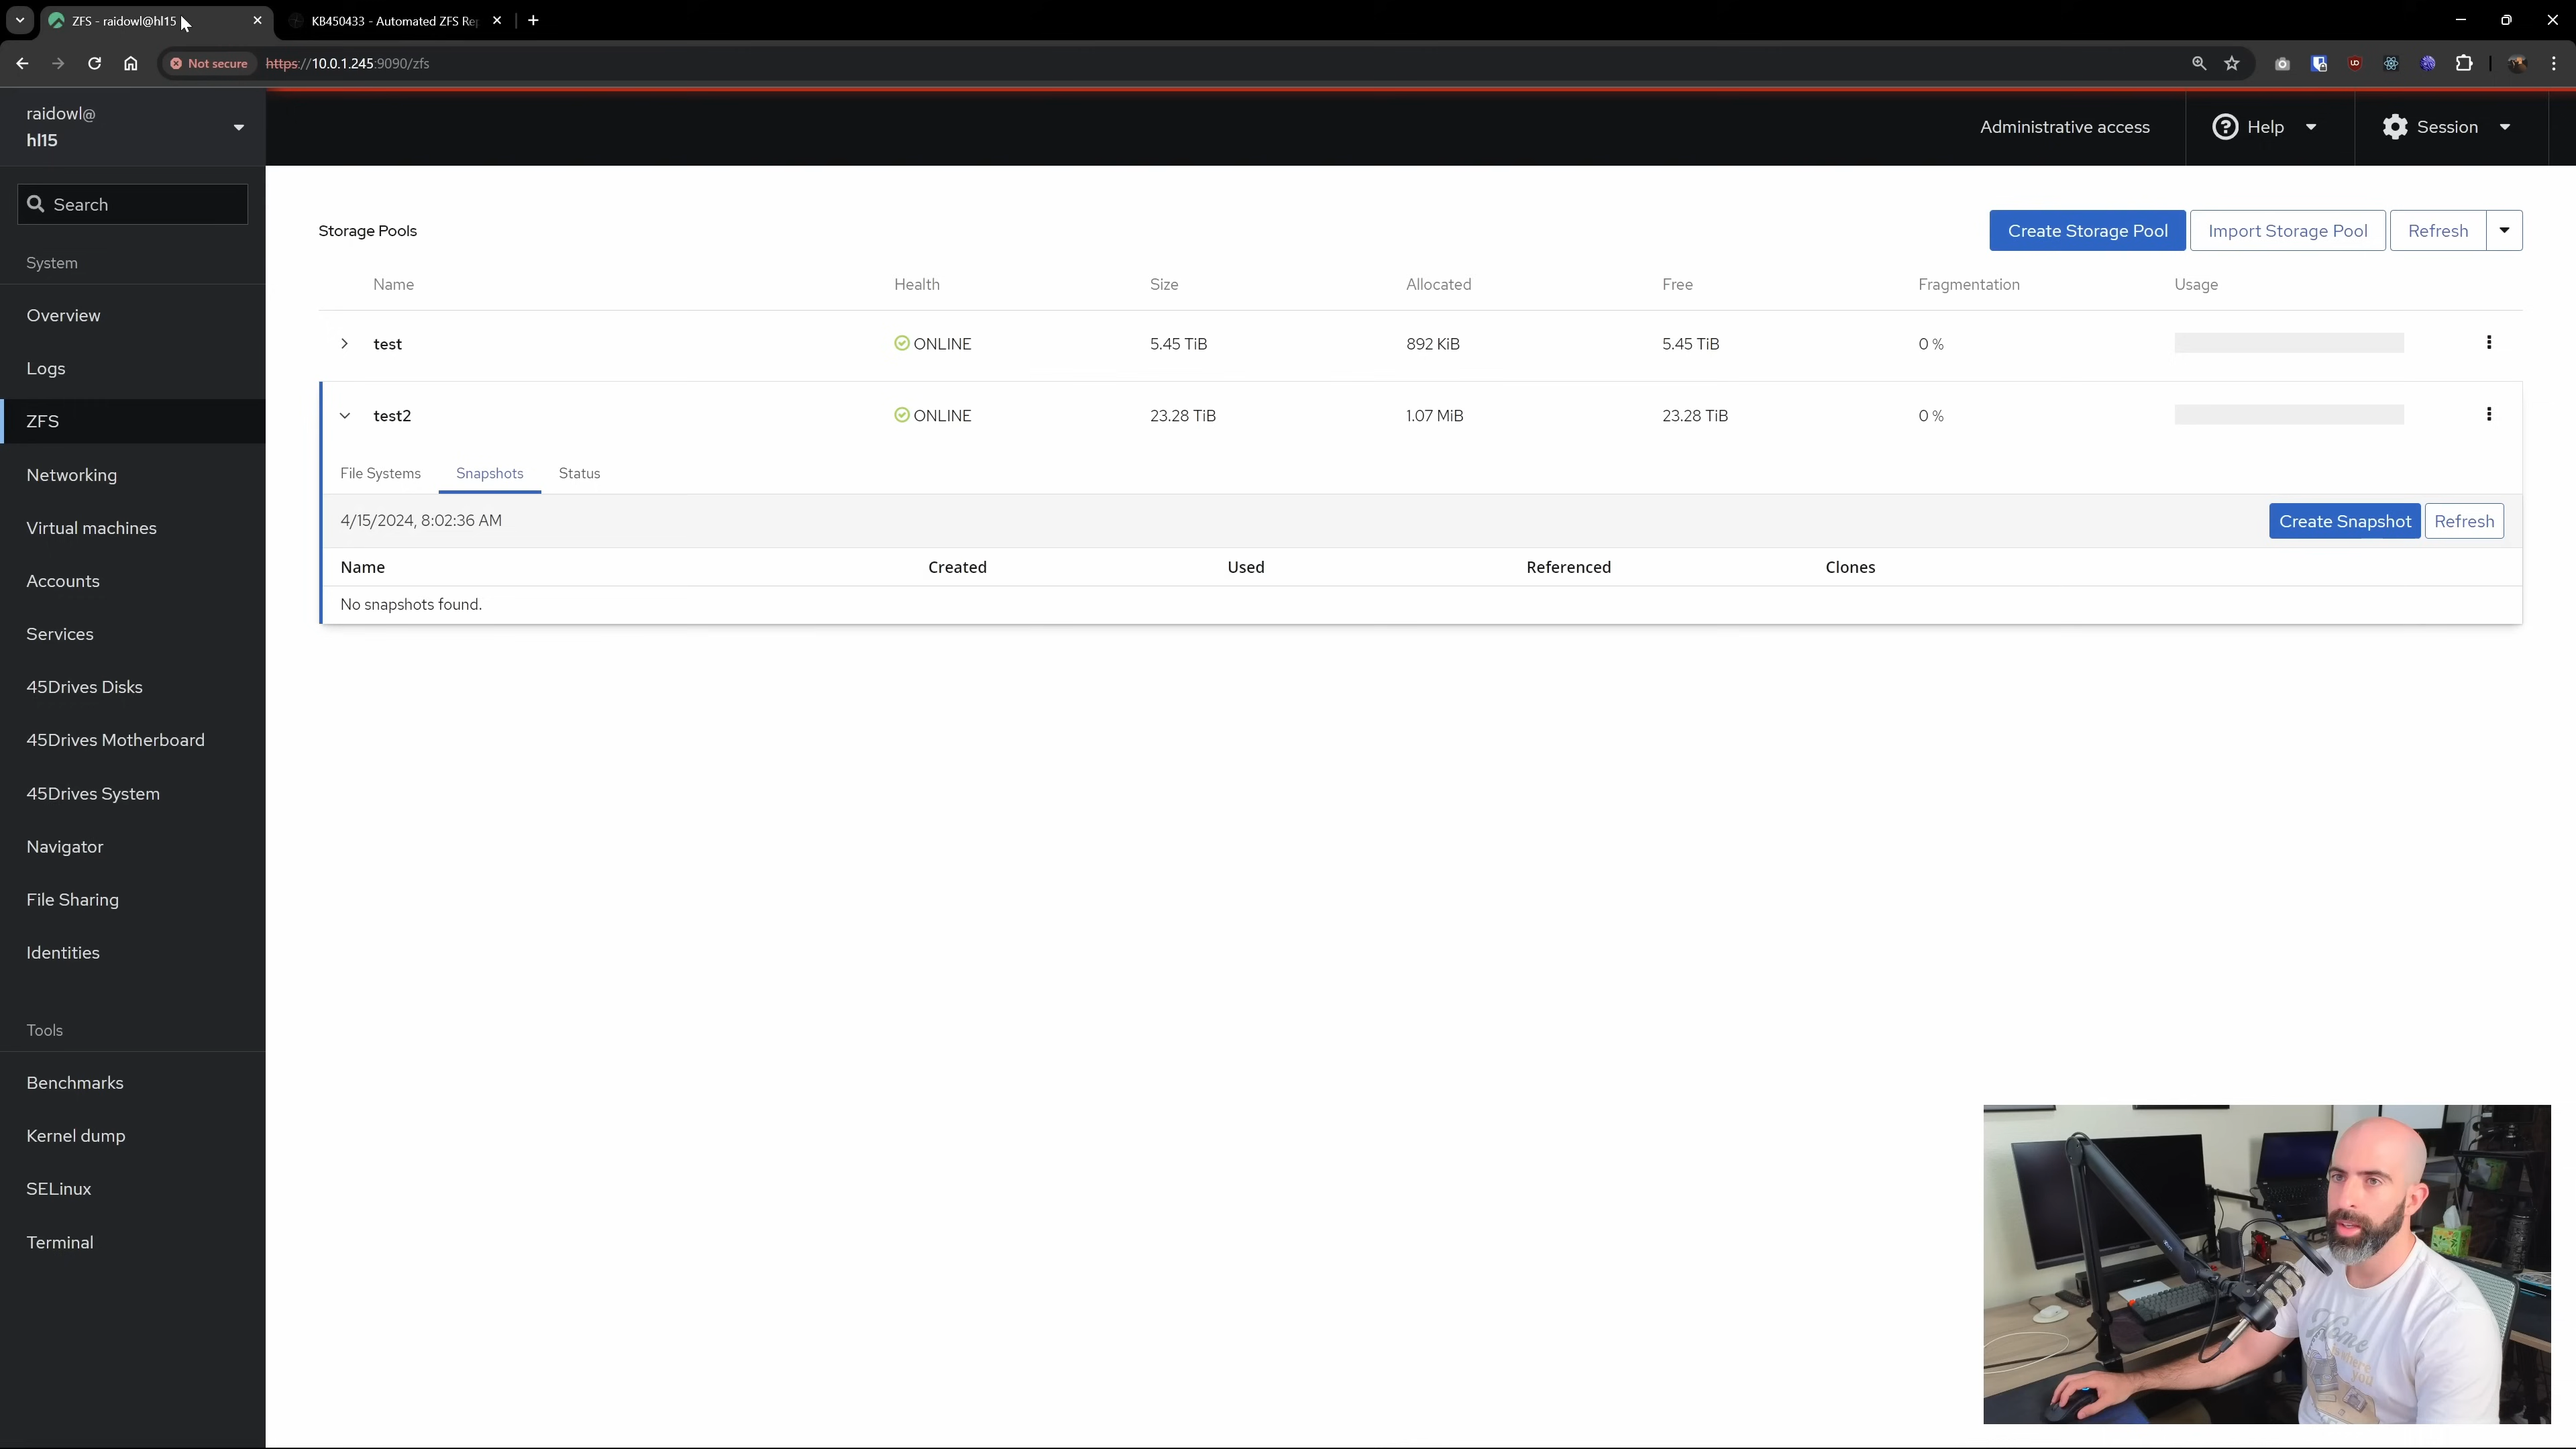 ZFS - raidowl@hl15
KB450433 - Automated ZFS Rep
Not secure
https://10.0.1.245:9090/zfs
raidowl@
hl15
Administrative access
Help
Session
Search
System
Overview
Logs
ZFS
Networking
Virtual machines
Accounts
Services
45Drives Disks
45Drives Motherboard
45Drives System
Navigator
File Sharing
Identities
Tools
Benchmarks
Kernel dump
SELinux
Terminal
Storage Pools
Create Storage Pool
Import Storage Pool
Refresh
Name Health Size Allocated Free Fragmentation Usage
test ONLINE 5.45 TiB 892 KiB 5.45 TiB 0 %
test2 ONLINE 23.28 TiB 1.07 MiB 23.28 TiB 0 %
File Systems Snapshots Status
4/15/2024, 8:02:36 AM
Create Snapshot
Refresh
Name Created Used Referenced Clones
No snapshots found.
Home